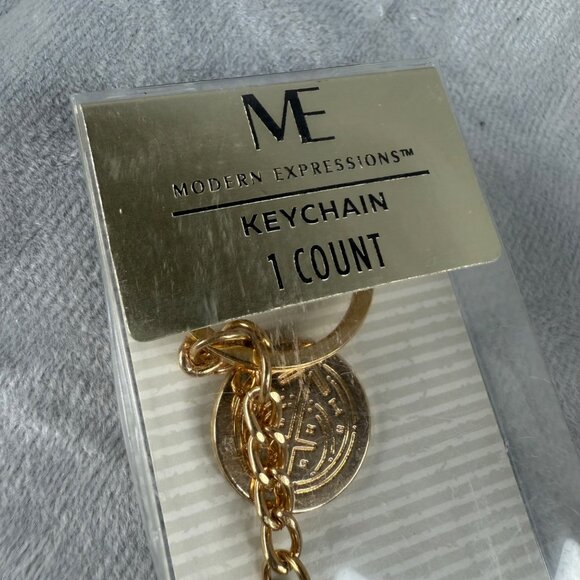 ME
MODERN EXPRESSIONS™
KEYCHAIN
1 COUNT